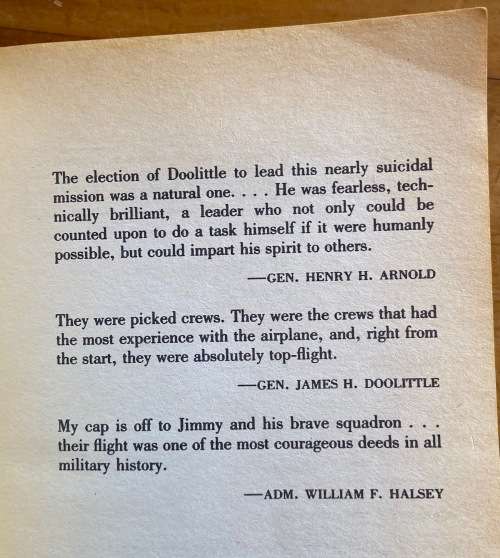 The election of Doolittle to lead this nearly suicidal
mission was a natural one. . . . He was fearless, tech-
nically brilliant, a leader who not only could be
counted upon to do a task himself if it were humanly
possible, but could impart his spirit to others.
—GEN. HENRY H. ARNOLD
They were picked crews. They were the crews that had
the most experience with the airplane, and, right from
the start, they were absolutely top-flight.
—GEN. JAMES H. DOOLITTLE
My cap is off to Jimmy and his brave squadron . . .
their flight was one of the most courageous deeds in all
military history.
—ADM. WILLIAM F. HALSEY